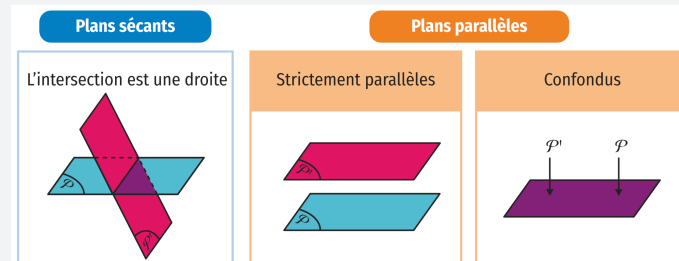 Plans sécants
Plans parallèles
L'intersection est une droite
Strictement parallèles
Confondus
𝒫
𝒫'
𝒫
𝒫'
𝒫